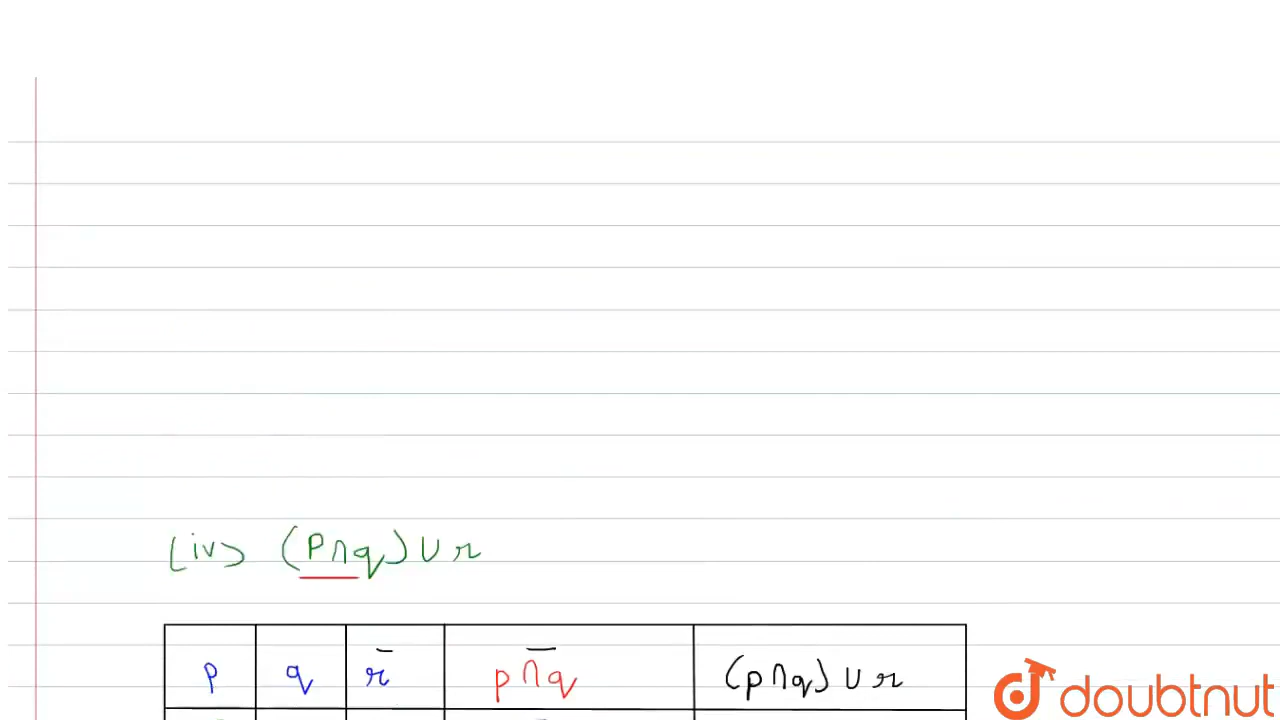 (iv) (p∩q)∪r
p q r̅ p∩̅q (p∩q)∪r
doubtnut